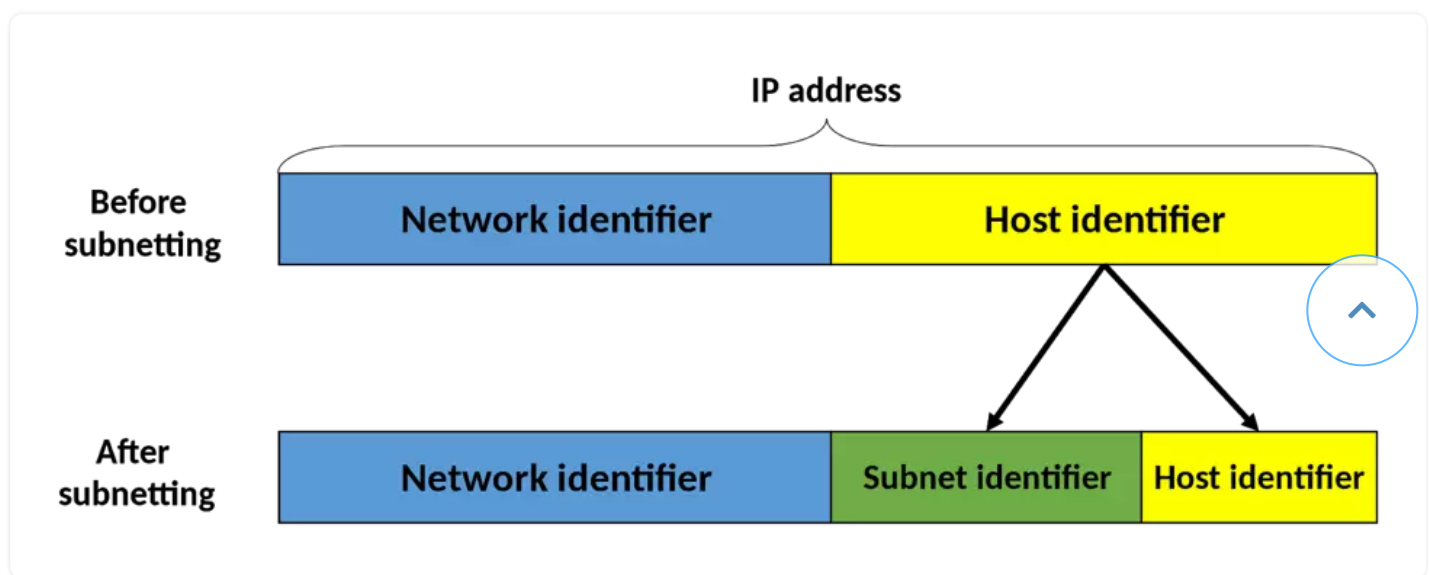 IP address
Before
subnetting
Network identifier
Host identifier
After
subnetting
Network identifier
Subnet identifier
Host identifier